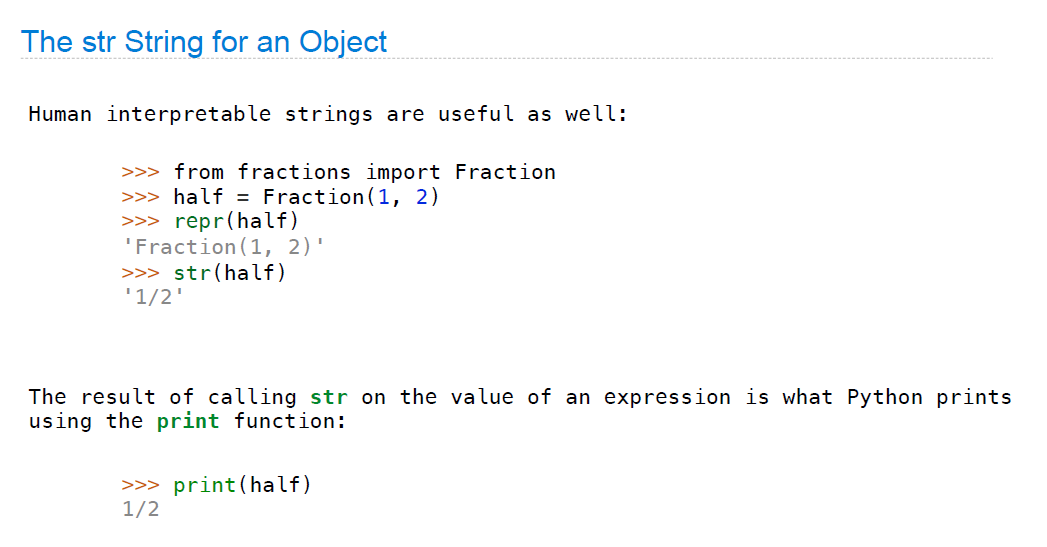 The str String for an Object
Human interpretable strings are useful as well:
>>> from fractions import Fraction
>>> half = Fraction(1, 2)
>>> repr(half)
'Fraction(1, 2)'
>>> str(half)
'1/2'
The result of calling str on the value of an expression is what Python prints
using the print function:
>>> print(half)
1/2